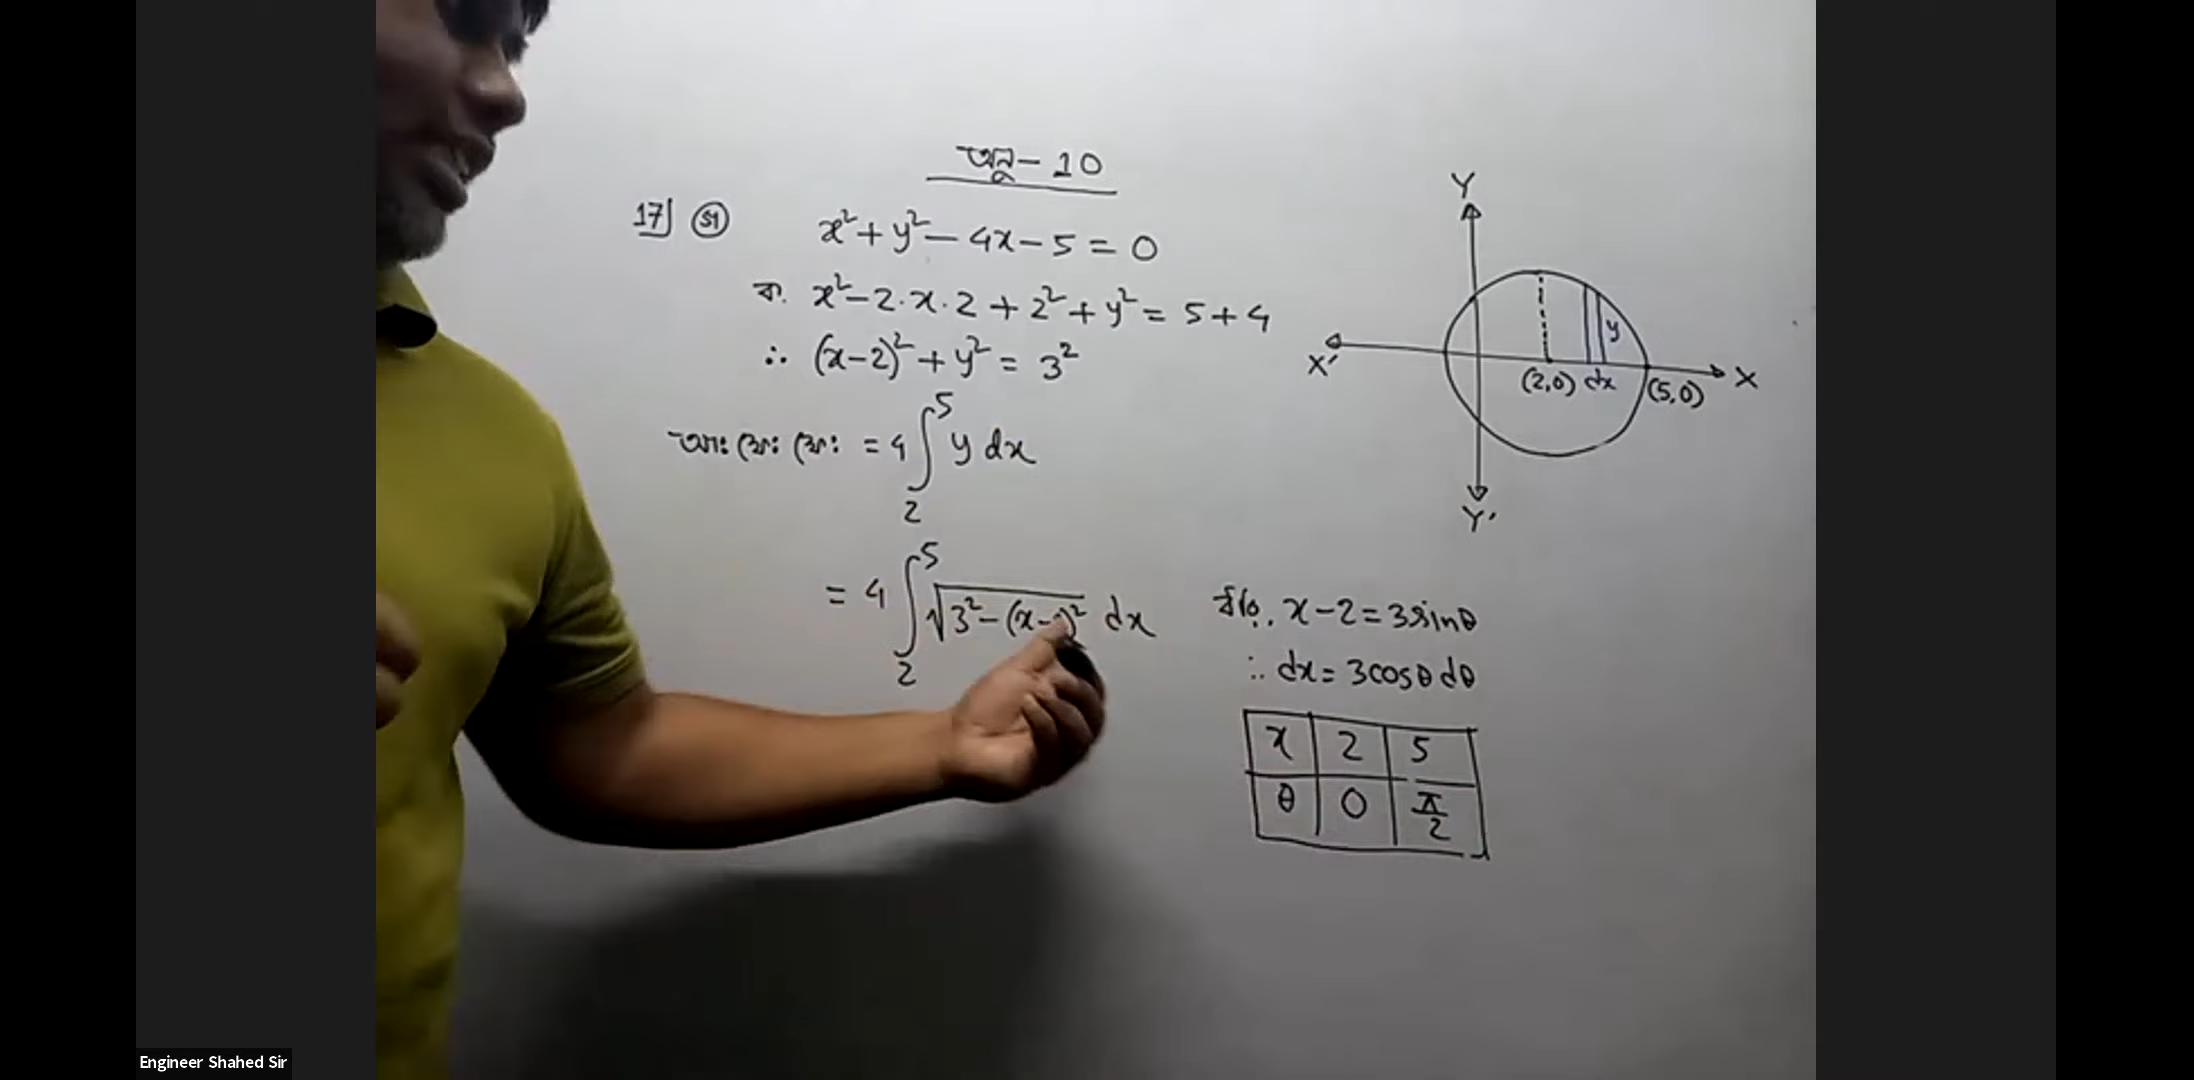 অনু- 10
17] গ
x² + y² - 4x - 5 = 0
বা. x² - 2·x·2 + 2² + y² = 5 + 4
∴ (x-2)² + y² = 3²
আঃ ক্ষেঃ ক্ষেঃ = 4 ∫₂⁵ y dx
= 4 ∫₂⁵ √3² - (x-)² dx
Y
X'
y
(2,0) dx (5,0)
X
Y'
ধরি, x-2 = 3sinθ
∴ dx = 3cosθ dθ
x 2 5
θ 0 π/2
Engineer Shahed Sir